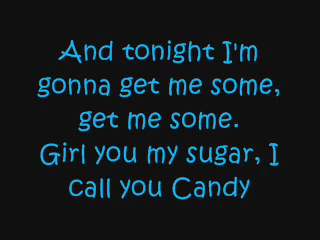 And tonight I'm
gonna get me some,
get me some.
Girl you my sugar, I
call you Candy